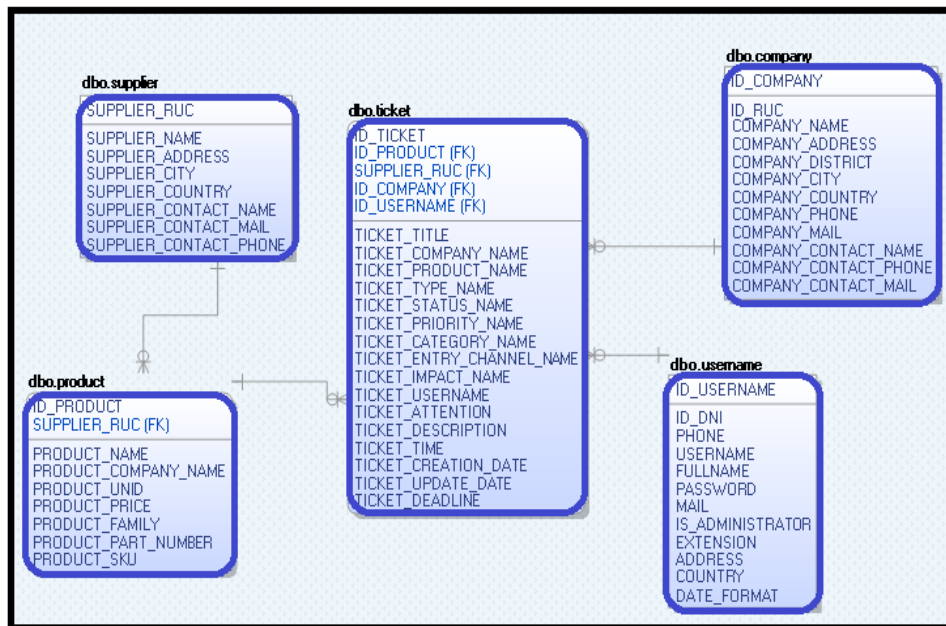 dbo.supplier
SUPPLIER_RUC
SUPPLIER_NAME
SUPPLIER_ADDRESS
SUPPLIER_CITY
SUPPLIER_COUNTRY
SUPPLIER_CONTACT_NAME
SUPPLIER_CONTACT_MAIL
SUPPLIER_CONTACT_PHONE
dbo.product
ID_PRODUCT
SUPPLIER_RUC (FK)
PRODUCT_NAME
PRODUCT_COMPANY_NAME
PRODUCT_UNID
PRODUCT_PRICE
PRODUCT_FAMILY
PRODUCT_PART_NUMBER
PRODUCT_SKU
dbo.ticket
ID_TICKET
ID_PRODUCT (FK)
SUPPLIER_RUC (FK)
ID_COMPANY (FK)
ID_USERNAME (FK)
TICKET_TITLE
TICKET_COMPANY_NAME
TICKET_PRODUCT_NAME
TICKET_TYPE_NAME
TICKET_STATUS_NAME
TICKET_PRIORITY_NAME
TICKET_CATEGORY_NAME
TICKET_ENTRY_CHANNEL_NAME
TICKET_IMPACT_NAME
TICKET_USERNAME
TICKET_ATTENTION
TICKET_DESCRIPTION
TICKET_TIME
TICKET_CREATION_DATE
TICKET_UPDATE_DATE
TICKET_DEADLINE
dbo.company
ID_COMPANY
ID_RUC
COMPANY_NAME
COMPANY_ADDRESS
COMPANY_DISTRICT
COMPANY_CITY
COMPANY_COUNTRY
COMPANY_PHONE
COMPANY_MAIL
COMPANY_CONTACT_NAME
COMPANY_CONTACT_PHONE
COMPANY_CONTACT_MAIL
dbo.username
ID_USERNAME
ID_DNI
PHONE
USERNAME
FULLNAME
PASSWORD
MAIL
IS_ADMINISTRATOR
EXTENSION
ADDRESS
COUNTRY
DATE_FORMAT